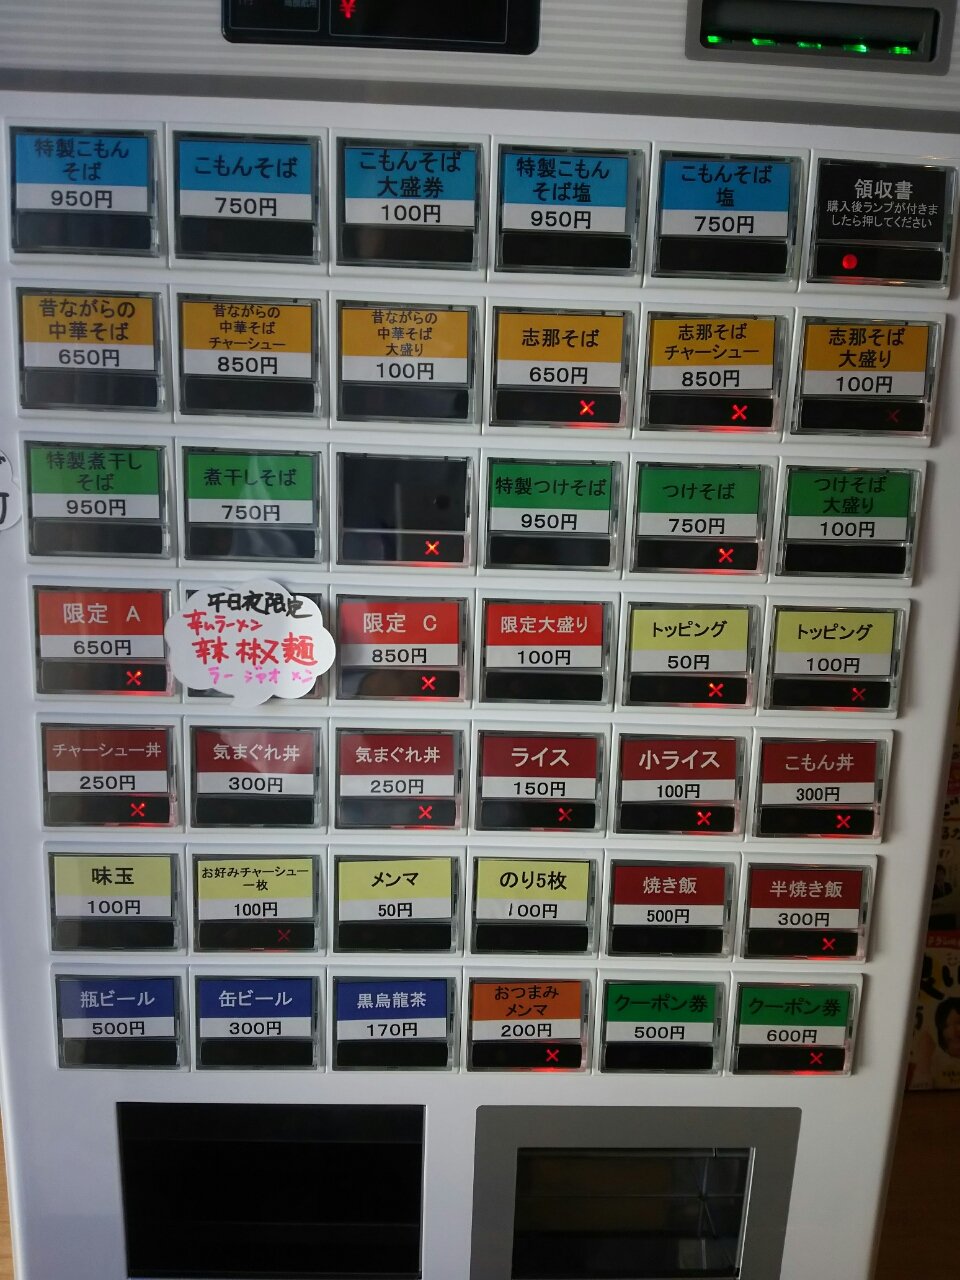 特製こもん
そば
950円
こもんそば
750円
こもんそば
大盛券
100円
特製こもん
そば塩
950円
こもんそば
塩
750円
領収書
購入後ランプが付きま
したら押してください
昔ながらの
中華そば
650円
昔ながらの
中華そば
チャーシュー
850円
昔ながらの
中華そば
大盛り
100円
志那そば
650円
志那そば
チャーシュー
850円
志那そば
大盛り
100円
特製煮干し
そば
950円
煮干しそば
750円
特製つけそば
950円
つけそば
750円
つけそば
大盛り
100円
限定 A
650円
平日夜限定
辛ムラーメン
辣椒麺
ラージャオメン
限定 C
850円
限定大盛り
100円
トッピング
50円
トッピング
100円
チャーシュー丼
250円
気まぐれ丼
300円
気まぐれ丼
250円
ライス
150円
小ライス
100円
こもん丼
300円
味玉
100円
お好みチャーシュー
一枚
100円
メンマ
50円
のり5枚
100円
焼き飯
500円
半焼き飯
300円
瓶ビール
500円
缶ビール
300円
黒烏龍茶
170円
おつまみ
メンマ
200円
クーポン券
500円
クーポン券
600円